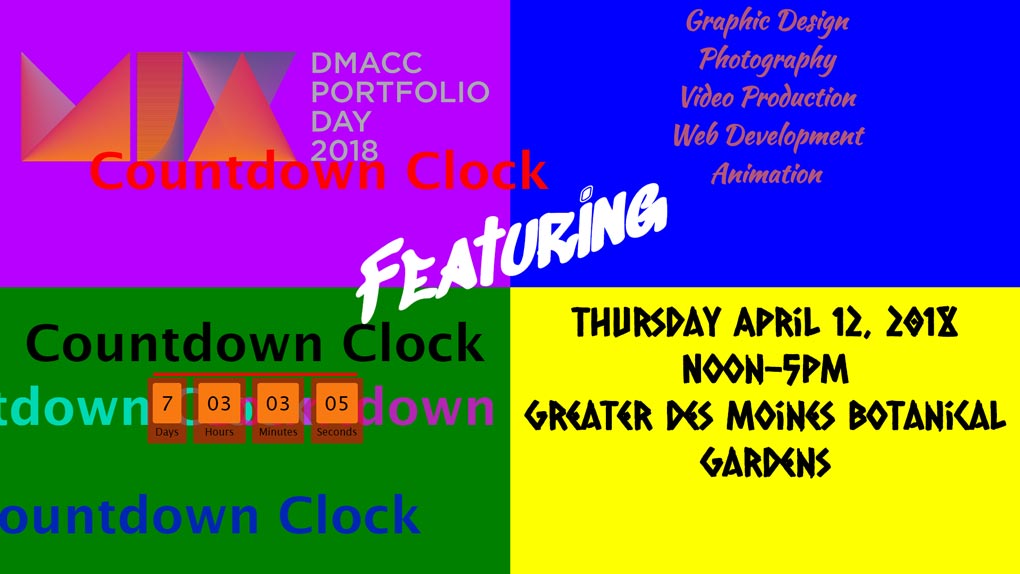 MIX
DMACC
PORTFOLIO
DAY
2018
Countdown Clock
Graphic Design
Photography
Video Production
Web Development
Animation
FEATURING
Countdown Clock
tdown down
7 03 03 05
Days Hours Minutes Seconds
ountdown Clock
THURSDAY APRIL 12, 2018
NOON-5PM
GREATER DES MOINES BOTANICAL
GARDENS